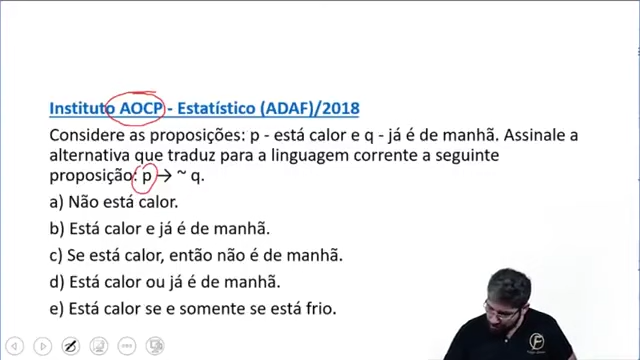 Instituto AOCP - Estatístico (ADAF)/2018
Considere as proposições: p - está calor e q - já é de manhã. Assinale a
alternativa que traduz para a linguagem corrente a seguinte
proposição: p → ~ q.
a) Não está calor.
b) Está calor e já é de manhã.
c) Se está calor, então não é de manhã.
d) Está calor ou já é de manhã.
e) Está calor se e somente se está frio.